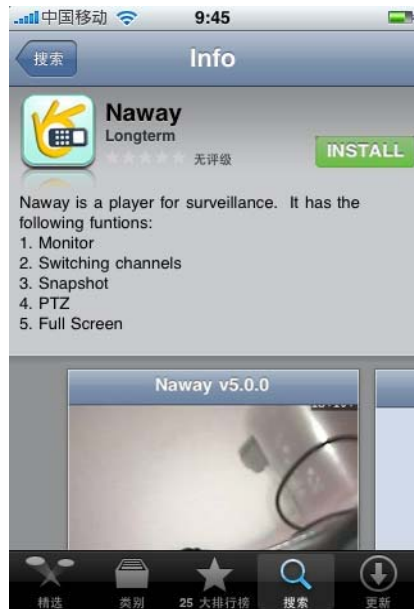 中国移动
9:45
搜索
Info
Naway
Longterm
无评级
INSTALL
Naway is a player for surveillance. It has the
following funtions:
1. Monitor
2. Switching channels
3. Snapshot
4. PTZ
5. Full Screen
Naway v5.0.0
精选
类别
25 大排行榜
搜索
更新